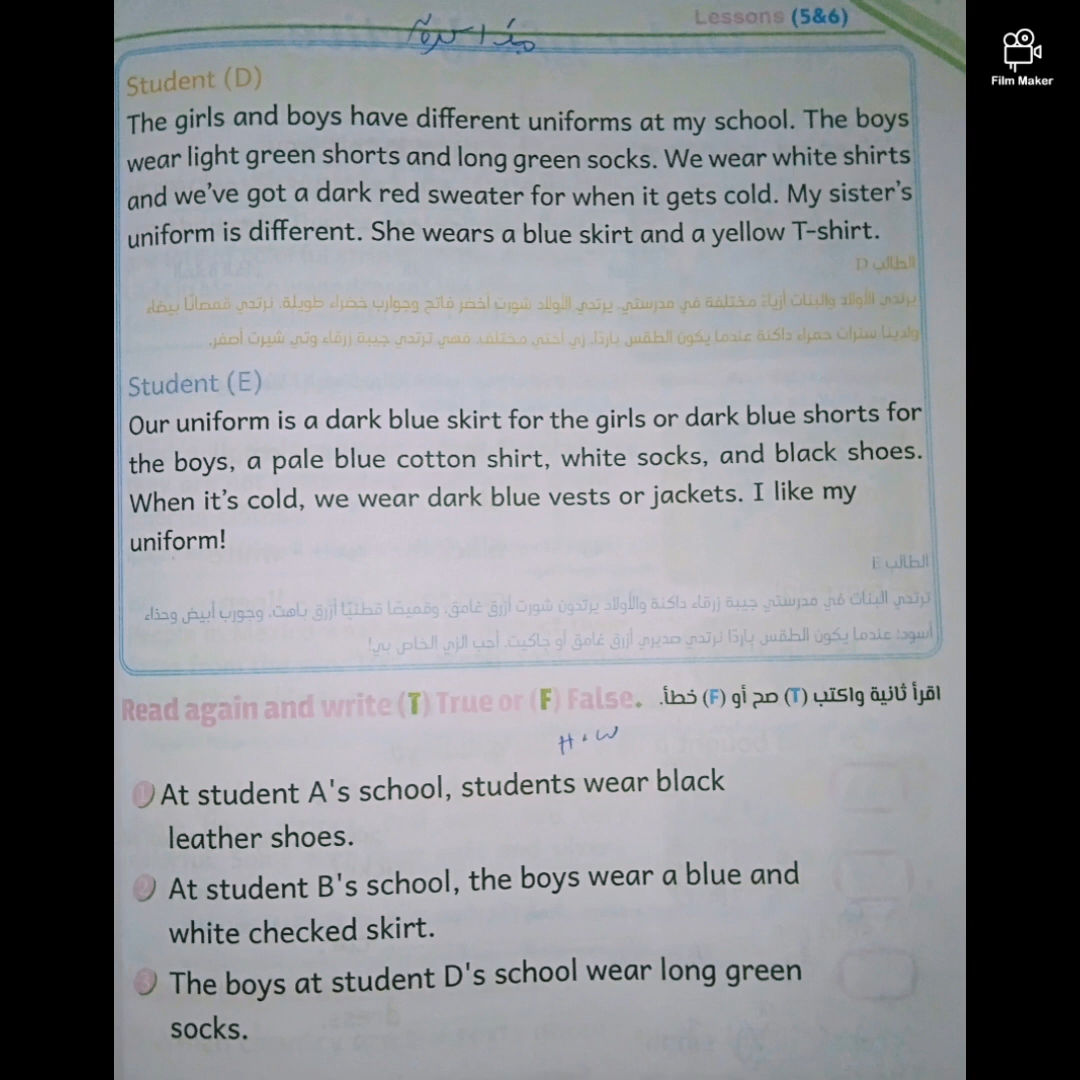 Lessons (5&6)
Film Maker
Student (D)
The girls and boys have different uniforms at my school. The boys
wear light green shorts and long green socks. We wear white shirts
and we've got a dark red sweater for when it gets cold. My sister's
uniform is different. She wears a blue skirt and a yellow T-shirt.
الطالب D
يرتدي الأولاد والبنات أزياءً مختلفة في مدرستي. يرتدي الأولاد شورت أخضر فاتح وجوارب خضراء طويلة. نرتدي قمصانًا بيضاء
ولدينا سترات حمراء داكنة عندما يكون الطقس باردًا. زي أختي مختلف. فهي ترتدي جيبة زرقاء وتي شيرت أصفر.
Student (E)
Our uniform is a dark blue skirt for the girls or dark blue shorts for
the boys, a pale blue cotton shirt, white socks, and black shoes.
When it's cold, we wear dark blue vests or jackets. I like my
uniform!
الطالب E
ترتدي البنات في مدرستي جيبة زرقاء داكنة والأولاد يرتدون شورت أزرق غامق، وقميصًا قطنيًا أزرق باهت، وجورب أبيض وحذاء
أسود؛ عندما يكون الطقس باردًا نرتدي صديري أزرق غامق أو جاكيت. أحب الزي الخاص بي!
Read again and write (T) True or (F) False. اقرأ ثانية واكتب (T) صح أو (F) خطأ.
H.W
1 At student A's school, students wear black
leather shoes.
2 At student B's school, the boys wear a blue and
white checked skirt.
3 The boys at student D's school wear long green
socks.